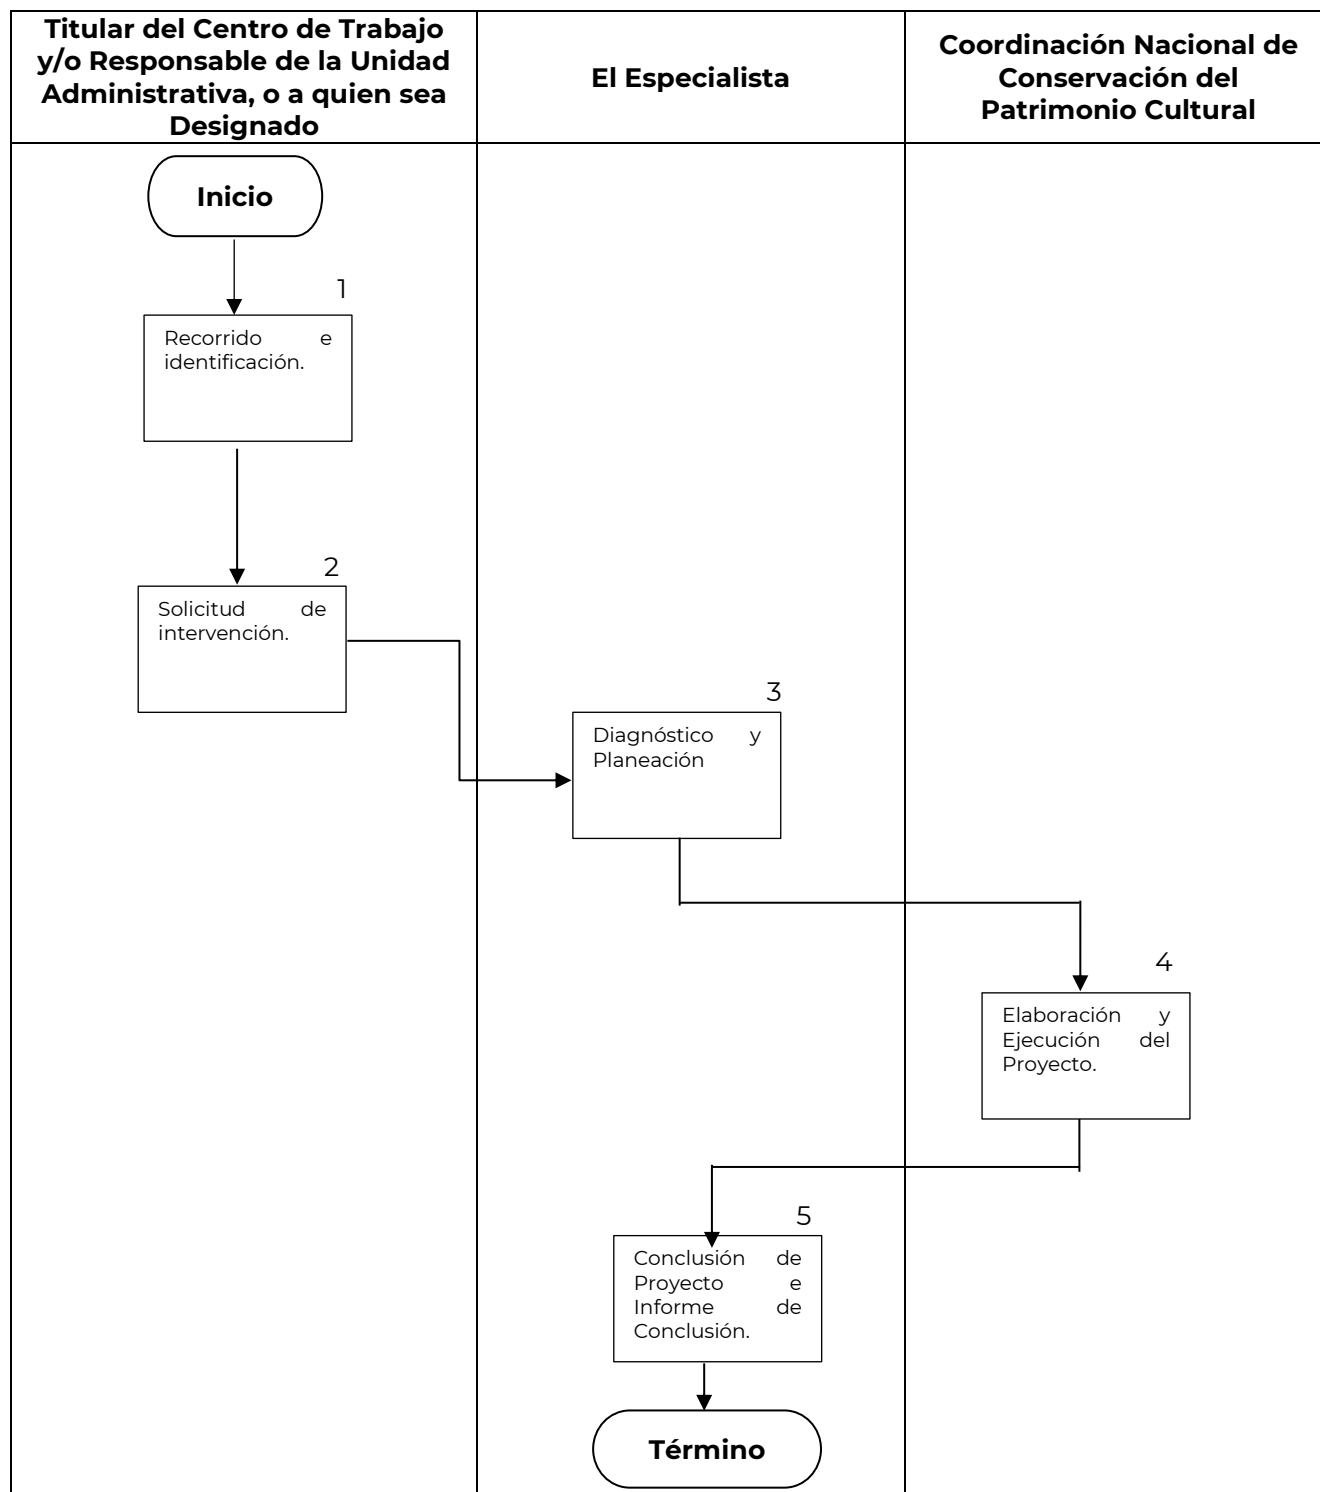 Titular del Centro de Trabajo
y/o Responsable de la Unidad
Administrativa, o a quien sea
Designado
El Especialista
Coordinación Nacional de
Conservación del
Patrimonio Cultural
Inicio
1
Recorrido e
identificación.
2
Solicitud de
intervención.
3
Diagnóstico y
Planeación
4
Elaboración y
Ejecución del
Proyecto.
5
Conclusión de
Proyecto e
Informe de
Conclusión.
Término